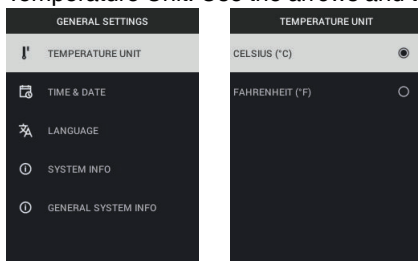 GENERAL SETTINGS
TEMPERATURE UNIT
TIME & DATE
LANGUAGE
SYSTEM INFO
GENERAL SYSTEM INFO
TEMPERATURE UNIT
CELSIUS (°C)
FAHRENHEIT (°F)